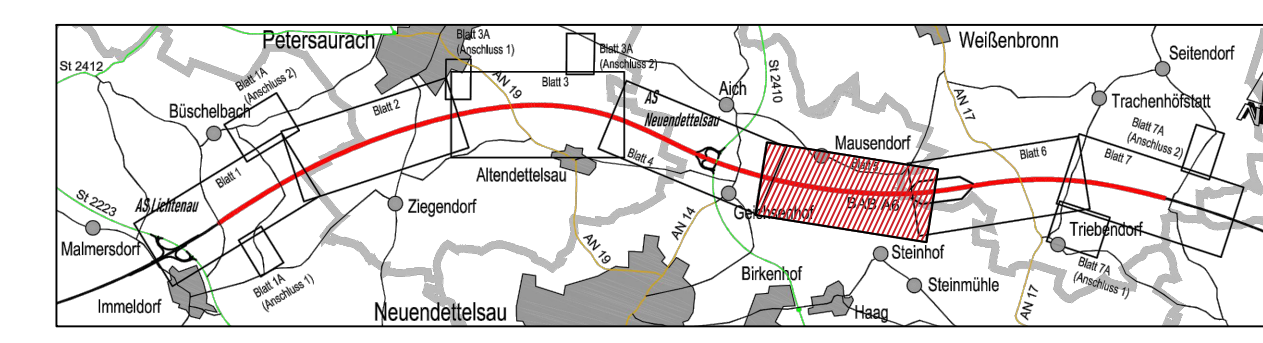 Petersaurach
Blatt 3A
(Anschluss 1)
Blatt 3A
(Anschluss 2)
Weißenbronn
Seitendorf
St 2412
Blatt 1A
(Anschluss 2)
Blatt 2
AN 19
Blatt 3
Aich
St 2410
AN 17
Trachenhöfstatt
Büschelbach
AS
Neuendettelsau
Mausendorf
Blatt 7A
(Anschluss 2)
Blatt 1
Altendettelsau
Blatt 4
Blatt 5
Blatt 6
Blatt 7
St 2223
AS Lichtenau
Ziegendorf
Geichsenhof
BAB A6
Malmersdorf
AN 14
AN 19
Triebendorf
Steinhof
Blatt 1A
(Anschluss 1)
Birkenhof
Steinmühle
Blatt 7A
(Anschluss 1)
Immeldorf
Neuendettelsau
Haag
AN 17